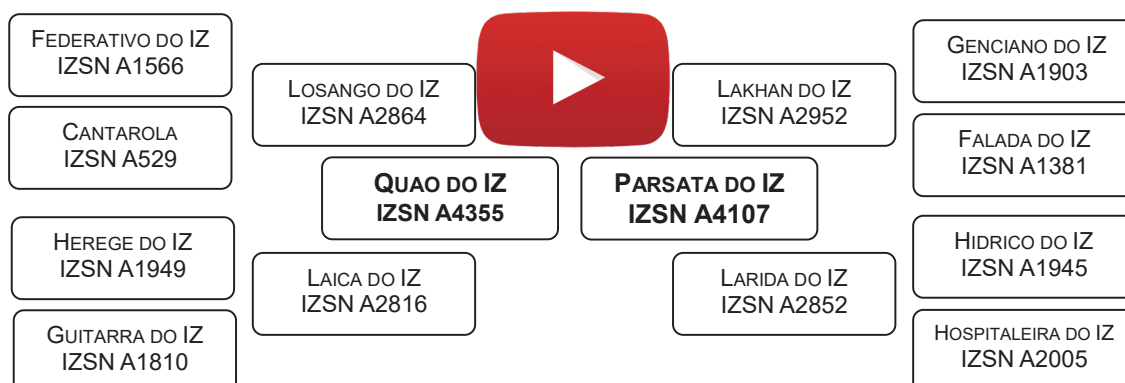 FEDERATIVO DO IZ
IZSN A1566
CANTAROLA
IZSN A529
HEREGE DO IZ
IZSN A1949
GUITARRA DO IZ
IZSN A1810
LOSANGO DO IZ
IZSN A2864
LAICA DO IZ
IZSN A2816
QUAO DO IZ
IZSN A4355
PARSATA DO IZ
IZSN A4107
LAKHAN DO IZ
IZSN A2952
LARIDA DO IZ
IZSN A2852
GENCIANO DO IZ
IZSN A1903
FALADA DO IZ
IZSN A1381
HIDRICO DO IZ
IZSN A1945
HOSPITALEIRA DO IZ
IZSN A2005